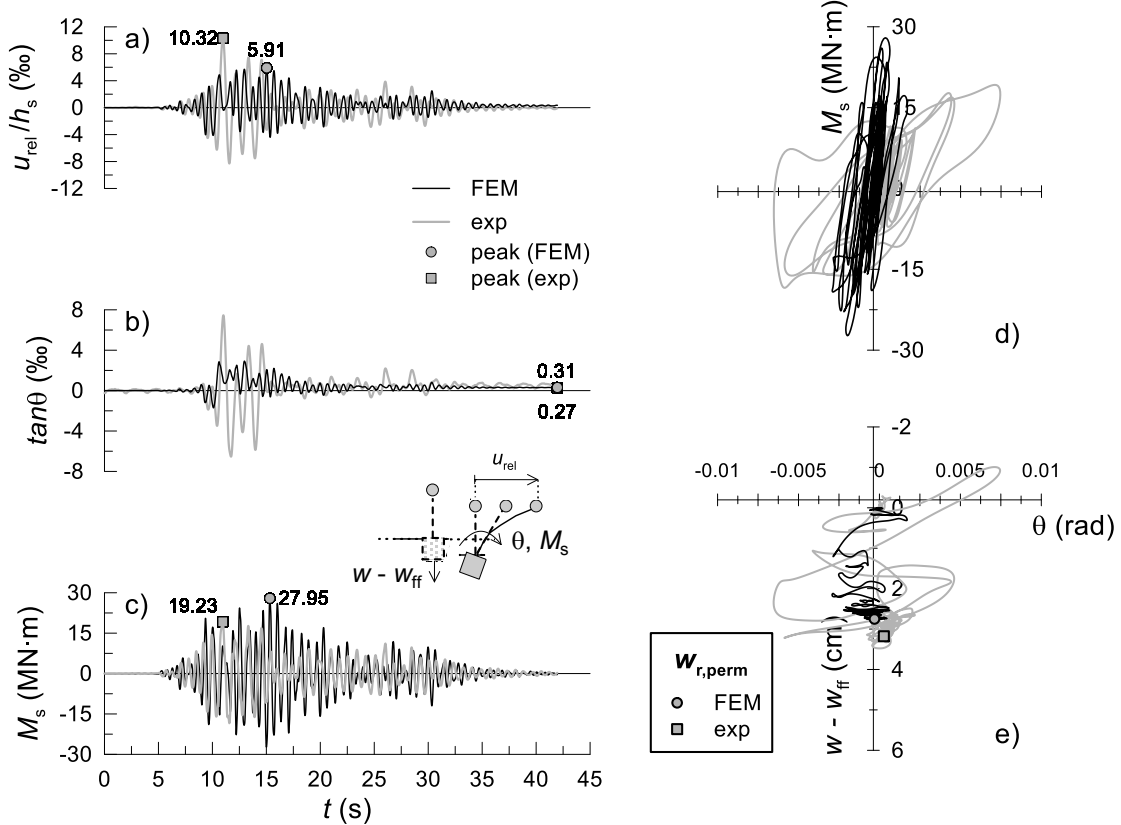 a)
12
8
4
0
-4
-8
-12
u_rel/h_s (‰)
10.32
5.91
FEM
exp
peak (FEM)
peak (exp)
b)
8
4
0
-4
-8
tanθ (‰)
0.31
0.27
u_rel
θ, M_s
w - w_ff
c)
30
15
0
-15
-30
M_s (MN·m)
19.23
27.95
0 5 10 15 20 25 30 35 40 45
t (s)
30
-15
-30
M_s (MN·m)
d)
-2
-0.01 -0.005 0 0.005 0.01
0
θ (rad)
2
4
6
w - w_ff (cm)
e)
w_r,perm
FEM
exp